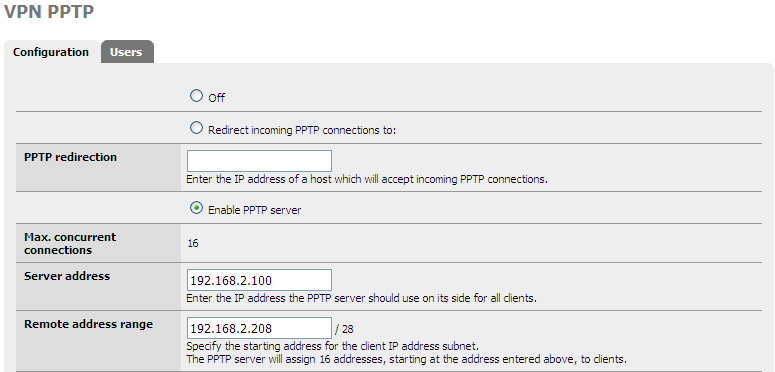 VPN PPTP
Configuration
Users
Off
Redirect incoming PPTP connections to:
PPTP redirection
Enter the IP address of a host which will accept incoming PPTP connections.
Enable PPTP server
Max. concurrent
connections
16
Server address
192.168.2.100
Enter the IP address the PPTP server should use on its side for all clients.
Remote address range
192.168.2.208 / 28
Specify the starting address for the client IP address subnet.
The PPTP server will assign 16 addresses, starting at the address entered above, to clients.